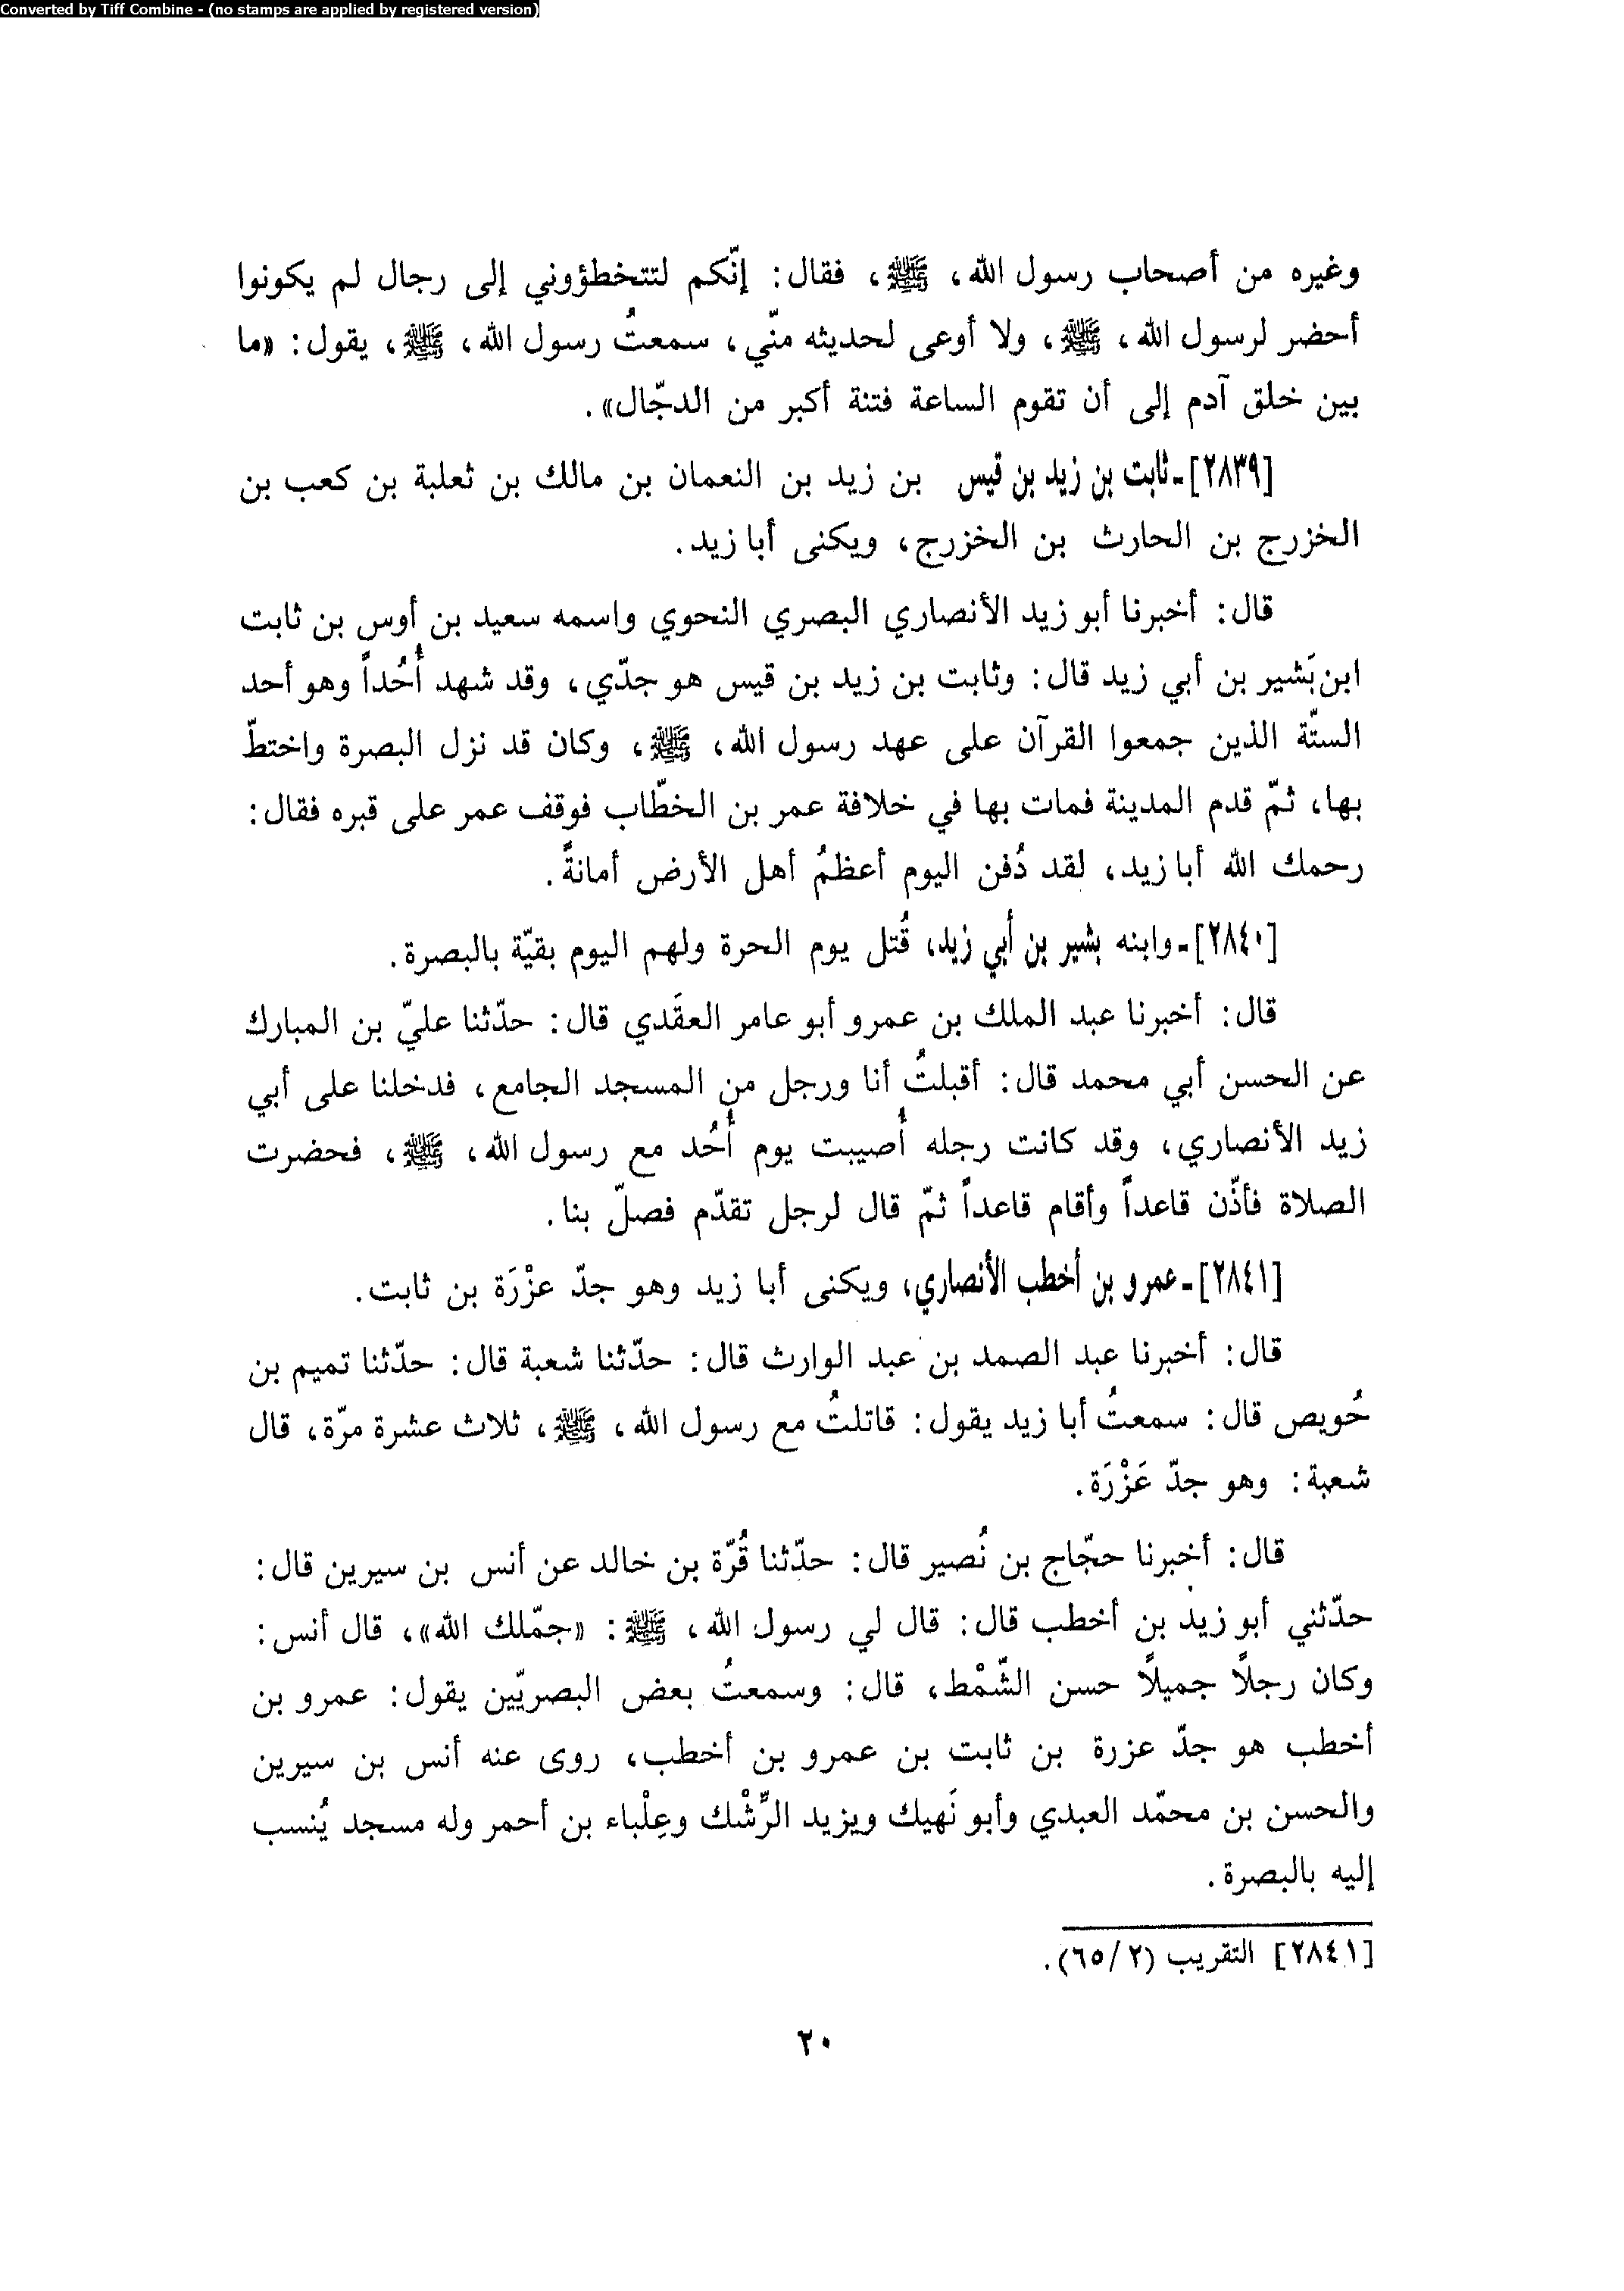 Converted by Tiff Combine - (no stamps are applied by registered version)
وغيره من أصحاب رسول الله، ﷺ، فقال: إنّكم لتتخطؤوني إلى رجال لم يكونوا
أحضر لرسول الله، ﷺ، ولا أوعى لحديثه منّي، سمعتُ رسول الله، ﷺ، يقول: «ما
بين خلق آدم إلى أن تقوم الساعة فتنة أكبر من الدجّال».
[٢٨٣٩]ـ ثابت بن زيد بن قيس بن زيد بن النعمان بن مالك بن ثعلبة بن كعب بن
الخزرج بن الحارث بن الخزرج، ويكنى أبا زيد.
قال: أخبرنا أبو زيد الأنصاري البصري النحوي واسمه سعيد بن أوس بن ثابت
ابن بَشير بن أبي زيد قال: وثابت بن زيد بن قيس هو جدّي، وقد شهد أُحُداً وهو أحد
الستّة الذين جمعوا القرآن على عهد رسول الله، ﷺ، وكان قد نزل البصرة واختطّ
بها، ثمّ قدم المدينة فمات بها في خلافة عمر بن الخطّاب فوقف عمر على قبره فقال:
رحمك الله أبا زيد، لقد دُفن اليوم أعظمُ أهل الأرض أمانةً.
[٢٨٤٠]ـ وابنه بشير بن أبي زيد، قُتل يوم الحرة ولهم اليوم بقيّة بالبصرة.
قال: أخبرنا عبد الملك بن عمرو أبو عامر العقَدي قال: حدّثنا عليّ بن المبارك
عن الحسن أبي محمد قال: أقبلتُ أنا ورجل من المسجد الجامع، فدخلنا على أبي
زيد الأنصاري، وقد كانت رجله أُصيبت يوم أُحُد مع رسول الله، ﷺ، فحضرت
الصلاة فأذّن قاعداً وأقام قاعداً ثمّ قال لرجل تقدّم فصلّ بنا.
[٢٨٤١]ـ عمرو بن أخطب الأنصاري، ويكنى أبا زيد وهو جدّ عزْرَة بن ثابت.
قال: أخبرنا عبد الصمد بن عبد الوارث قال: حدّثنا شعبة قال: حدّثنا تميم بن
حُويص قال: سمعتُ أبا زيد يقول: قاتلتُ مع رسول الله، ﷺ، ثلاث عشرة مرّة، قال
شعبة: وهو جدّ عَزْرَة.
قال: أخبرنا حجّاج بن نُصير قال: حدّثنا قُرّة بن خالد عن أنس بن سيرين قال:
حدّثني أبو زيد بن أخطب قال: قال لي رسول الله، ﷺ: «جمّلك الله»، قال أنس:
وكان رجلاً جميلاً حسن الشّمْط، قال: وسمعتُ بعض البصريّين يقول: عمرو بن
أخطب هو جدّ عزرة بن ثابت بن عمرو بن أخطب، روى عنه أنس بن سيرين
والحسن بن محمّد العبدي وأبو نَهيك ويزيد الرِّشْك وعِلْباء بن أحمر وله مسجد يُنسب
إليه بالبصرة.
[٢٨٤١] التقريب (٢/ ٦٥).
٢٠